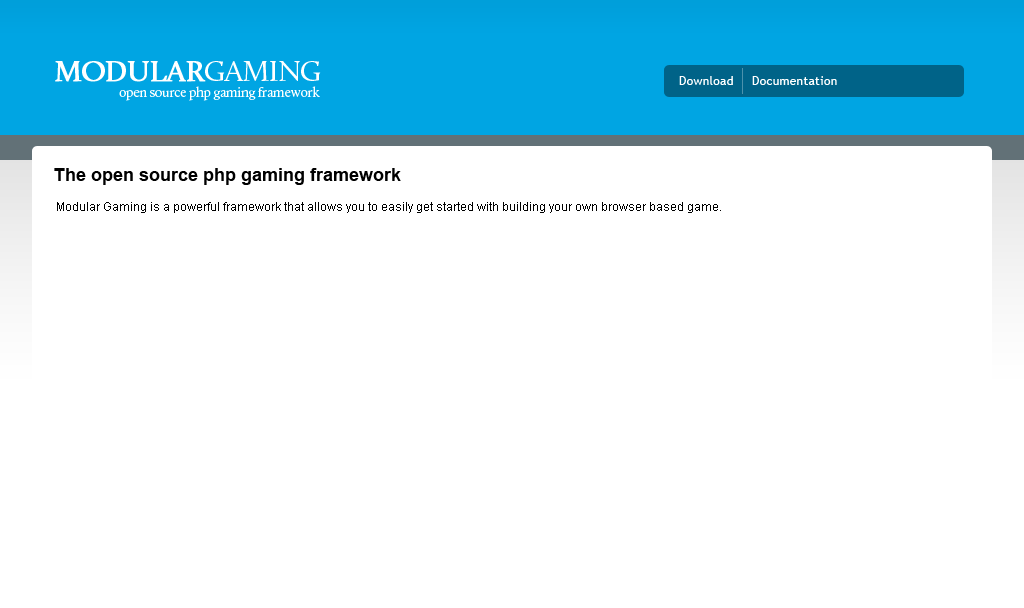 MODULARGAMING
open source php gaming framework
Download
Documentation
The open source php gaming framework
Modular Gaming is a powerful framework that allows you to easily get started with building your own browser based game.